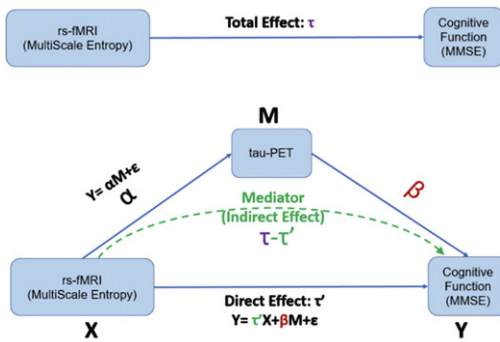 rs-fMRI
(MultiScale Entropy)
Total Effect: τ
Cognitive
Function
(MMSE)
M
tau-PET
Y= αM+ε
α
β
Mediator
(Indirect Effect)
τ-τ’
rs-fMRI
(MultiScale Entropy)
Direct Effect: τ’
Y= τ’X+βM+ε
Cognitive
Function
(MMSE)
X
Y